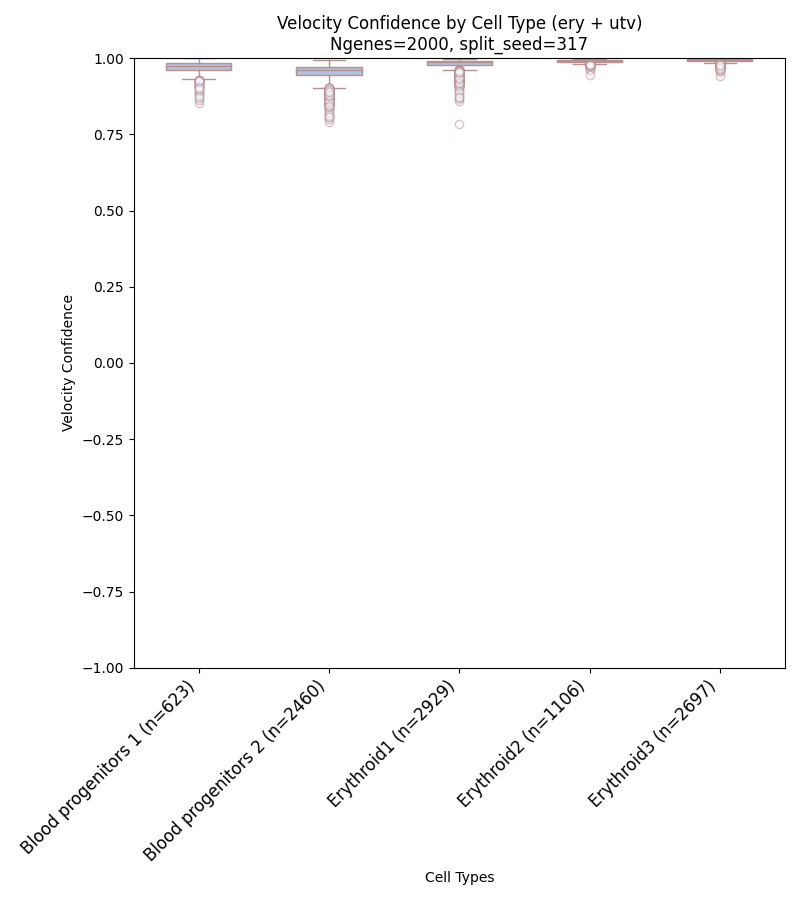 Velocity Confidence by Cell Type (ery + utv)
Ngenes=2000, split_seed=317
1.00
0.75
0.50
0.25
0.00
−0.25
−0.50
−0.75
−1.00
Velocity Confidence
Blood progenitors 1 (n=623)
Blood progenitors 2 (n=2460)
Erythroid1 (n=2929)
Erythroid2 (n=1106)
Erythroid3 (n=2697)
Cell Types